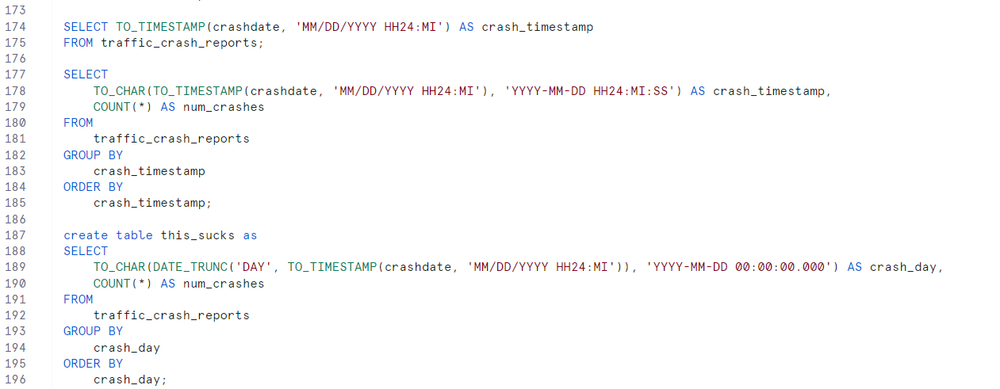 173
174 SELECT TO_TIMESTAMP(crashdate, 'MM/DD/YYYY HH24:MI') AS crash_timestamp
175 FROM traffic_crash_reports;
176
177 SELECT
178 TO_CHAR(TO_TIMESTAMP(crashdate, 'MM/DD/YYYY HH24:MI'), 'YYYY-MM-DD HH24:MI:SS') AS crash_timestamp,
179 COUNT(*) AS num_crashes
180 FROM
181 traffic_crash_reports
182 GROUP BY
183 crash_timestamp
184 ORDER BY
185 crash_timestamp;
186
187 create table this_sucks as
188 SELECT
189 TO_CHAR(DATE_TRUNC('DAY', TO_TIMESTAMP(crashdate, 'MM/DD/YYYY HH24:MI')), 'YYYY-MM-DD 00:00:00.000') AS crash_day,
190 COUNT(*) AS num_crashes
191 FROM
192 traffic_crash_reports
193 GROUP BY
194 crash_day
195 ORDER BY
196 crash_day;